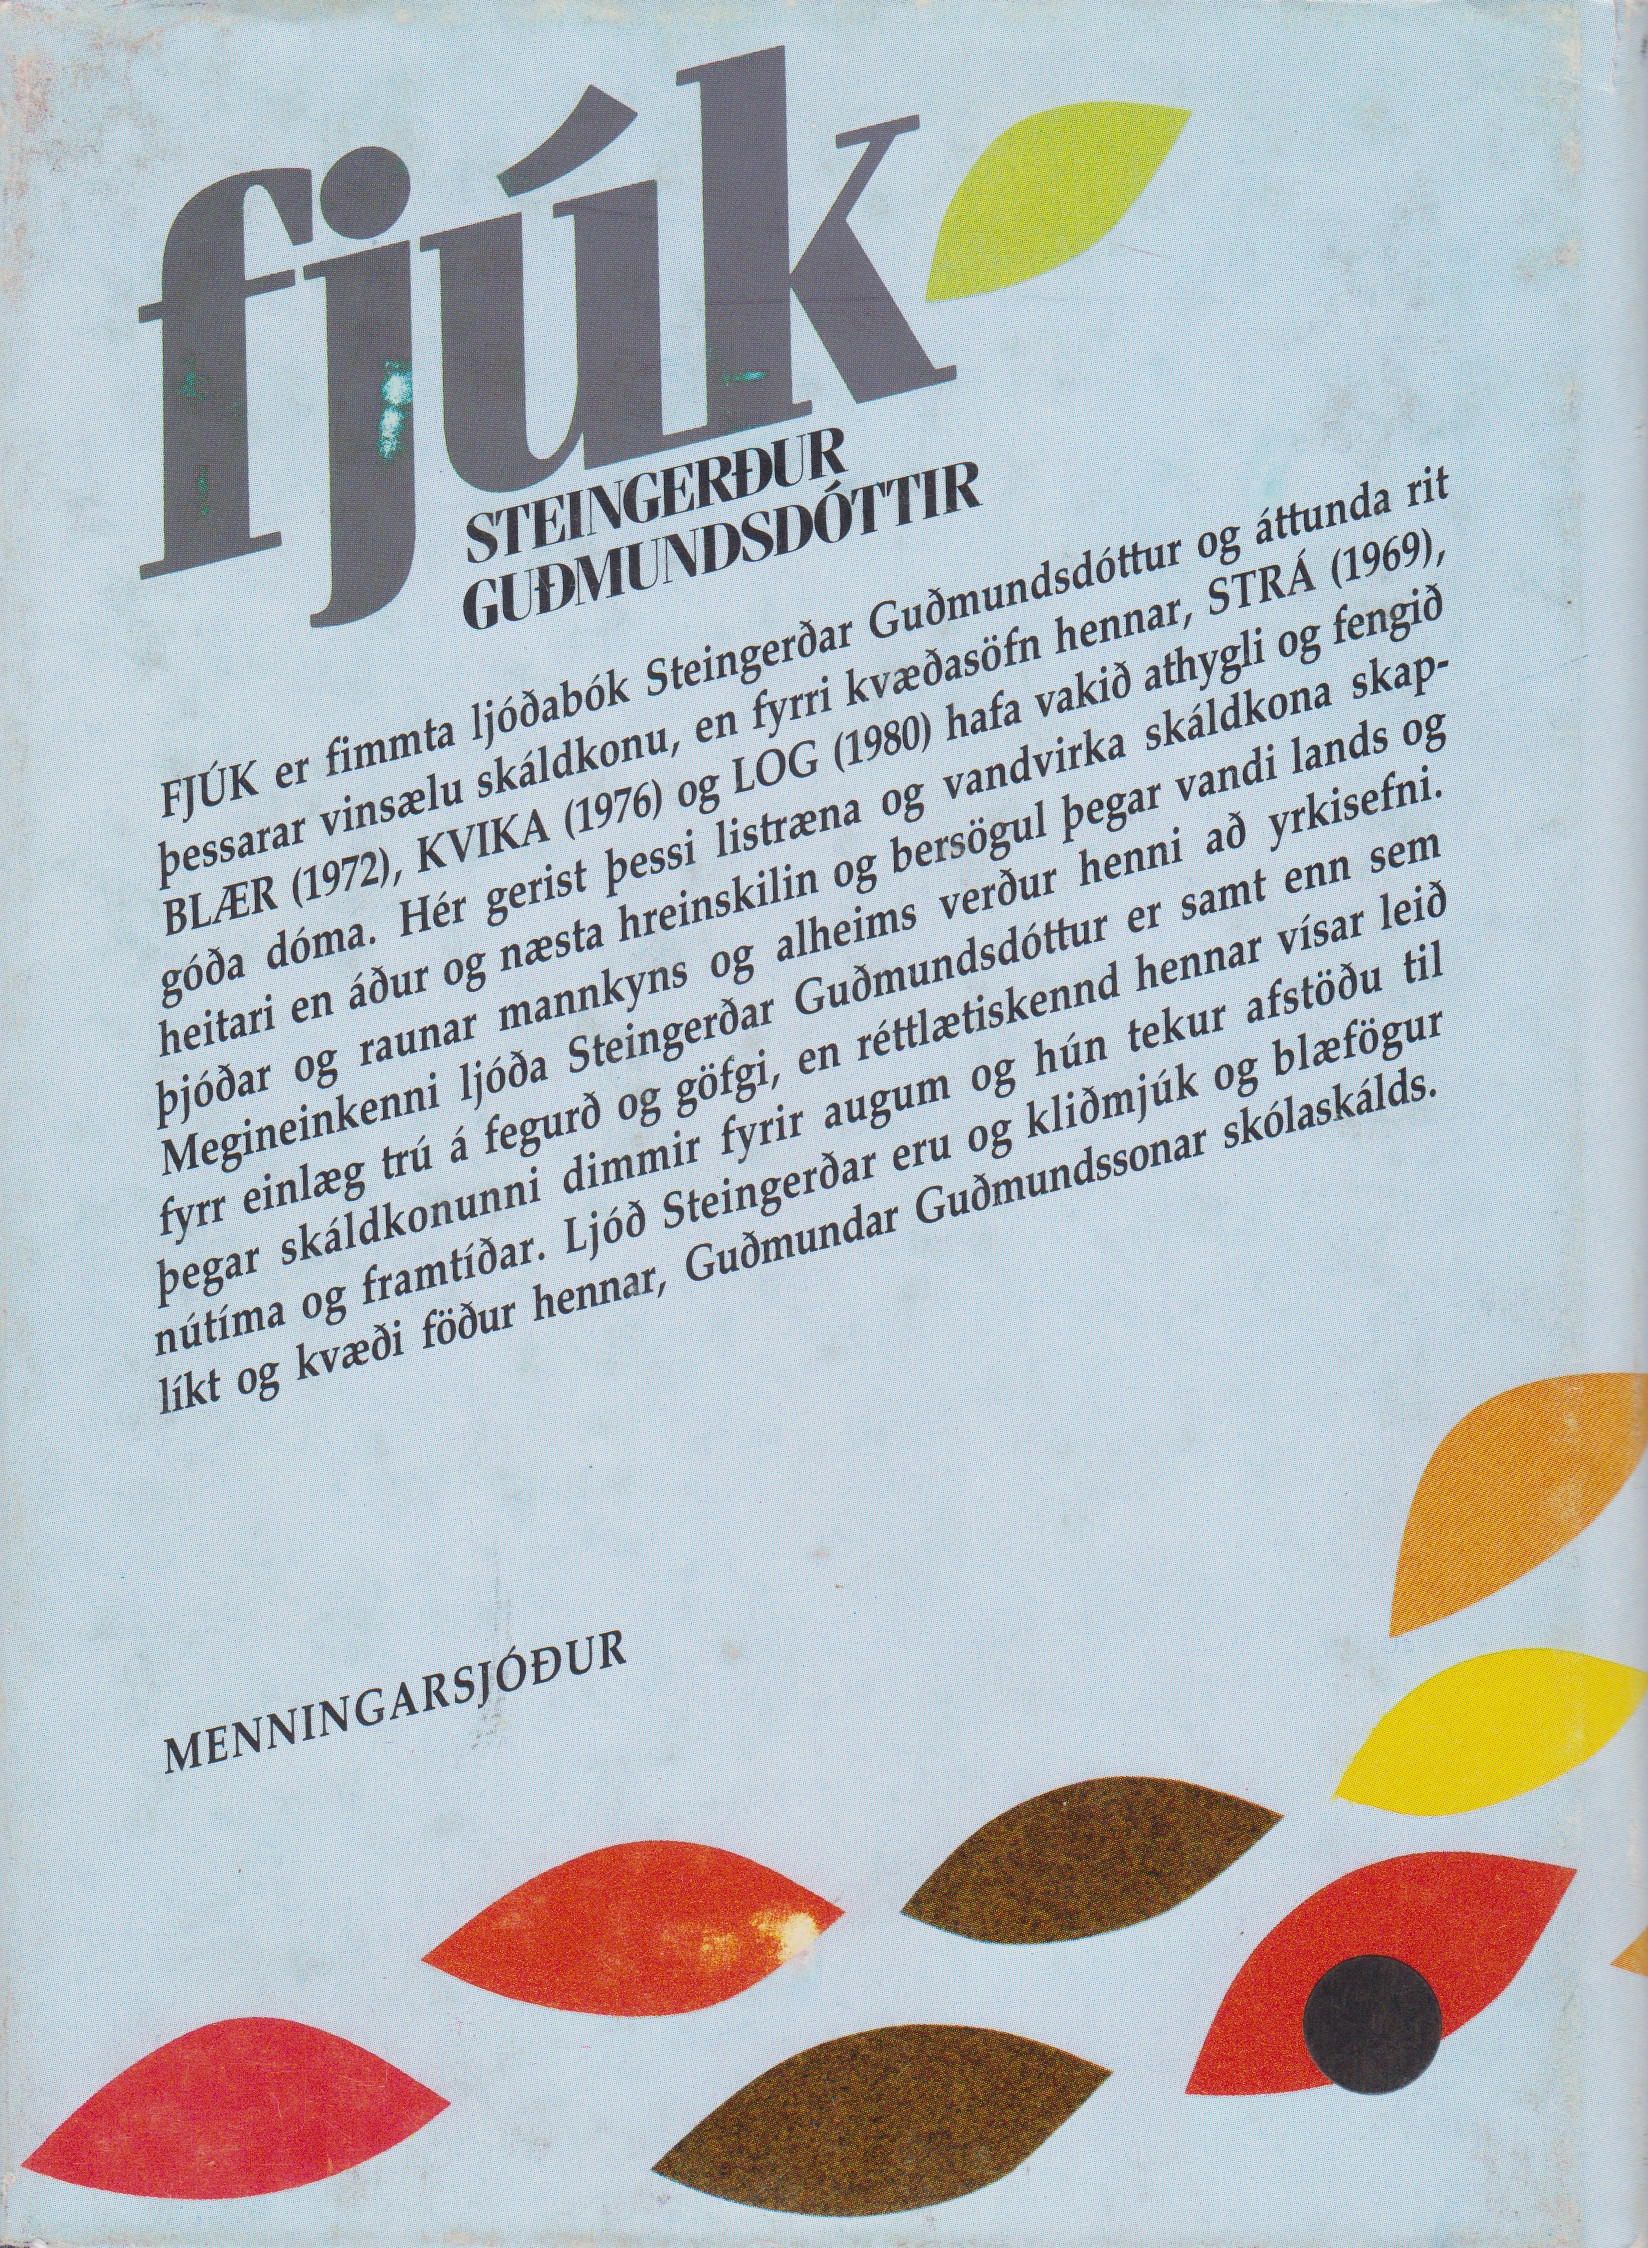 fjúk
STEINGERÐUR
GUÐMUNDSDÓTTIR
FJÚK er fimmta ljóðabók Steingerðar Guðmundsdóttur og áttunda rit
þessarar vinsælu skáldkonu, en fyrri kvæðasöfn hennar, STRÁ (1969),
BLÆR (1972), KVIKA (1976) og LOG (1980) hafa vakið athygli og fengið
góða dóma. Hér gerist þessi listræna og vandvirka skáldkona skap-
heitari en áður og næsta hreinskilin og bersögul þegar vandi lands og
þjóðar og raunar mannkyns og alheims verður henni að yrkisefni.
Megineinkenni ljóða Steingerðar Guðmundsdóttur er samt enn sem
fyrr einlæg trú á fegurð og göfgi, en réttlætiskennd hennar vísar leið
þegar skáldkonunni dimmir fyrir augum og hún tekur afstöðu til
nútíma og framtíðar. Ljóð Steingerðar eru og kliðmjúk og blæfögur
líkt og kvæði föður hennar, Guðmundar Guðmundssonar skólaskálds.
MENNINGARSJÓÐUR